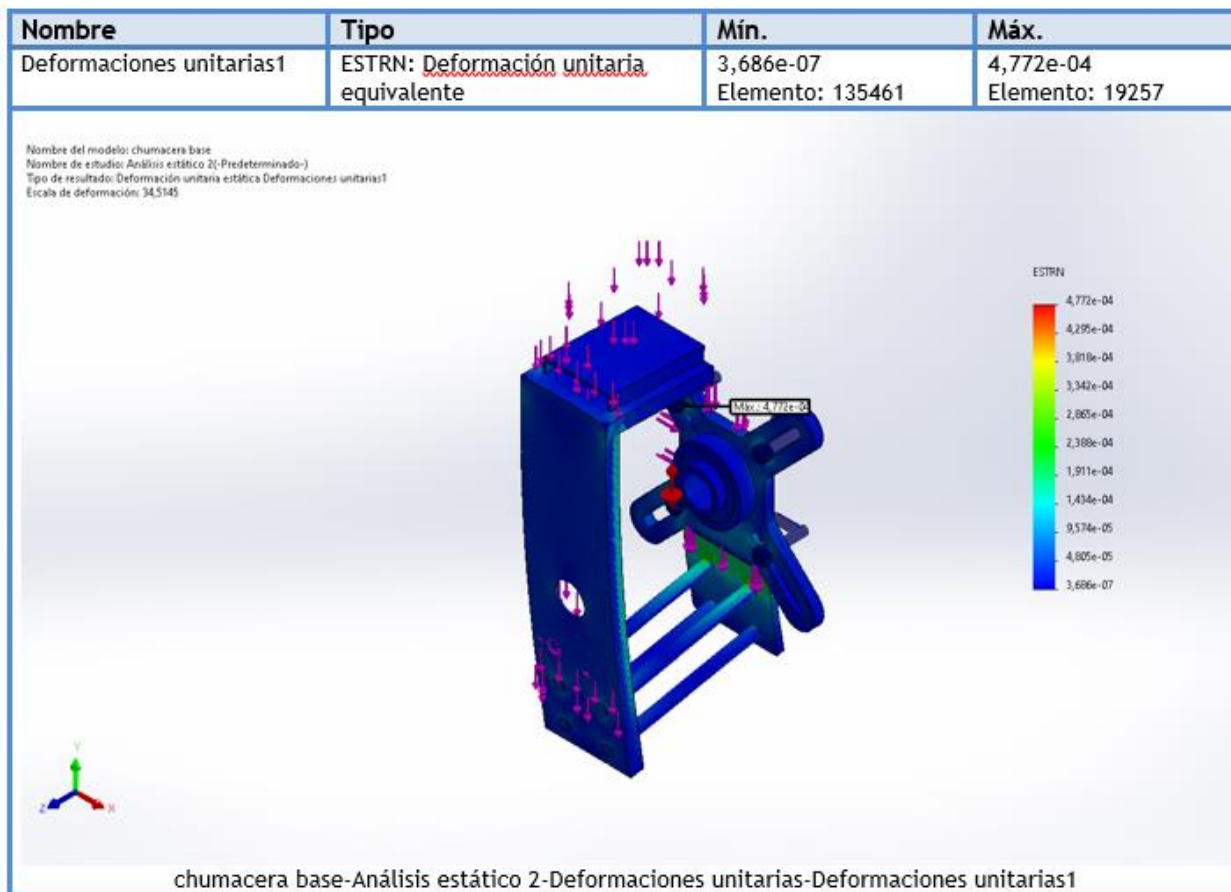 Nombre Tipo Mín. Máx.
Deformaciones unitarias1 ESTRN: Deformación unitaria equivalente 3,686e-07 Elemento: 135461 4,772e-04 Elemento: 19257
Nombre del modelo: chumacera base
Nombre de estudio: Análisis estático 2(-Predeterminado-)
Tipo de resultado: Deformación unitaria estática Deformaciones unitarias1
Escala de deformación: 34,5145
ESTRN
4,772e-04
4,295e-04
3,818e-04
3,342e-04
2,865e-04
2,388e-04
1,911e-04
1,434e-04
9,574e-05
4,805e-05
3,686e-07
Máx.: 4,772e-04
Y
Z
X
chumacera base-Análisis estático 2-Deformaciones unitarias-Deformaciones unitarias1